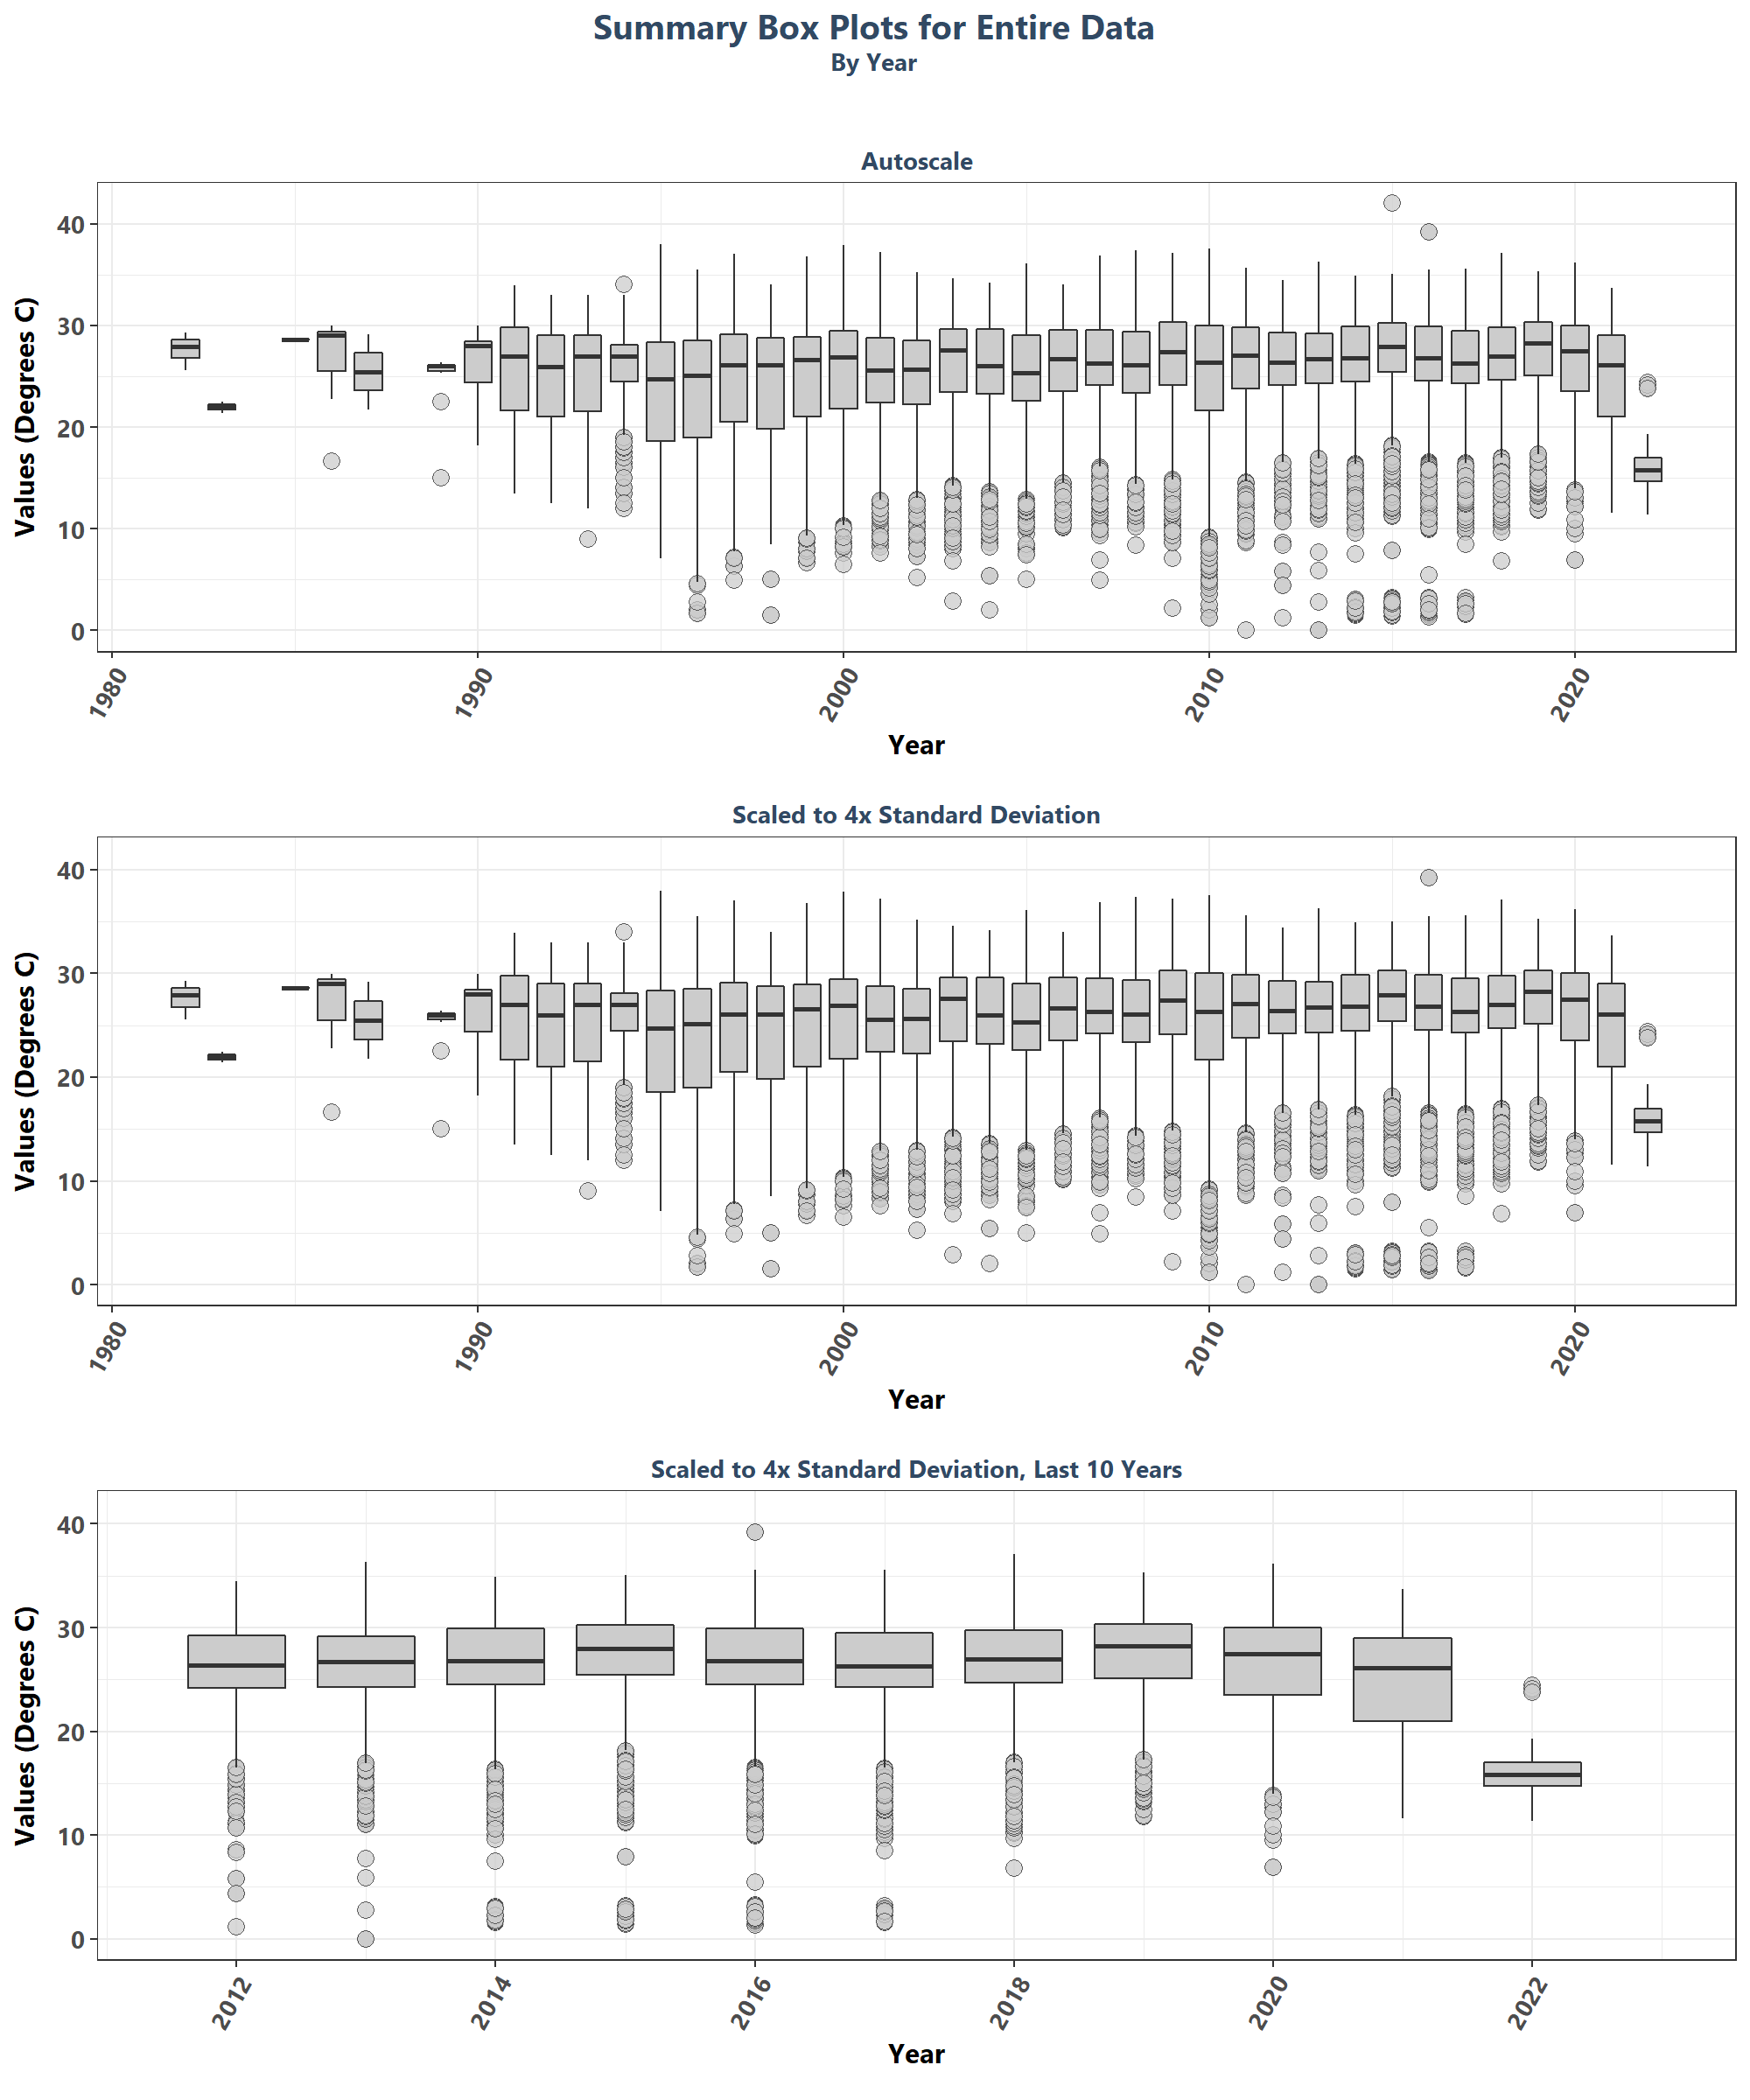 Summary Box Plots for Entire Data
By Year
Autoscale
Values (Degrees C)
40
30
20
10
0
1980
1990
2000
2010
2020
Year
Scaled to 4x Standard Deviation
Values (Degrees C)
40
30
20
10
0
1980
1990
2000
2010
2020
Year
Scaled to 4x Standard Deviation, Last 10 Years
Values (Degrees C)
40
30
20
10
0
2012
2014
2016
2018
2020
2022
Year